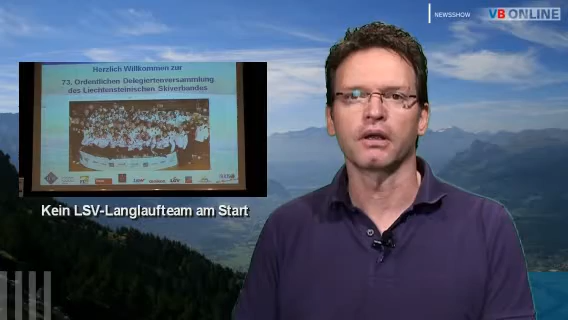 NEWSSHOW
VB ONLINE
Herzlich Willkommen zur
73. Ordentlichen Delegiertenversammlung
des Liechtensteinischen Skiverbandes
Kein LSV-Langlaufteam am Start